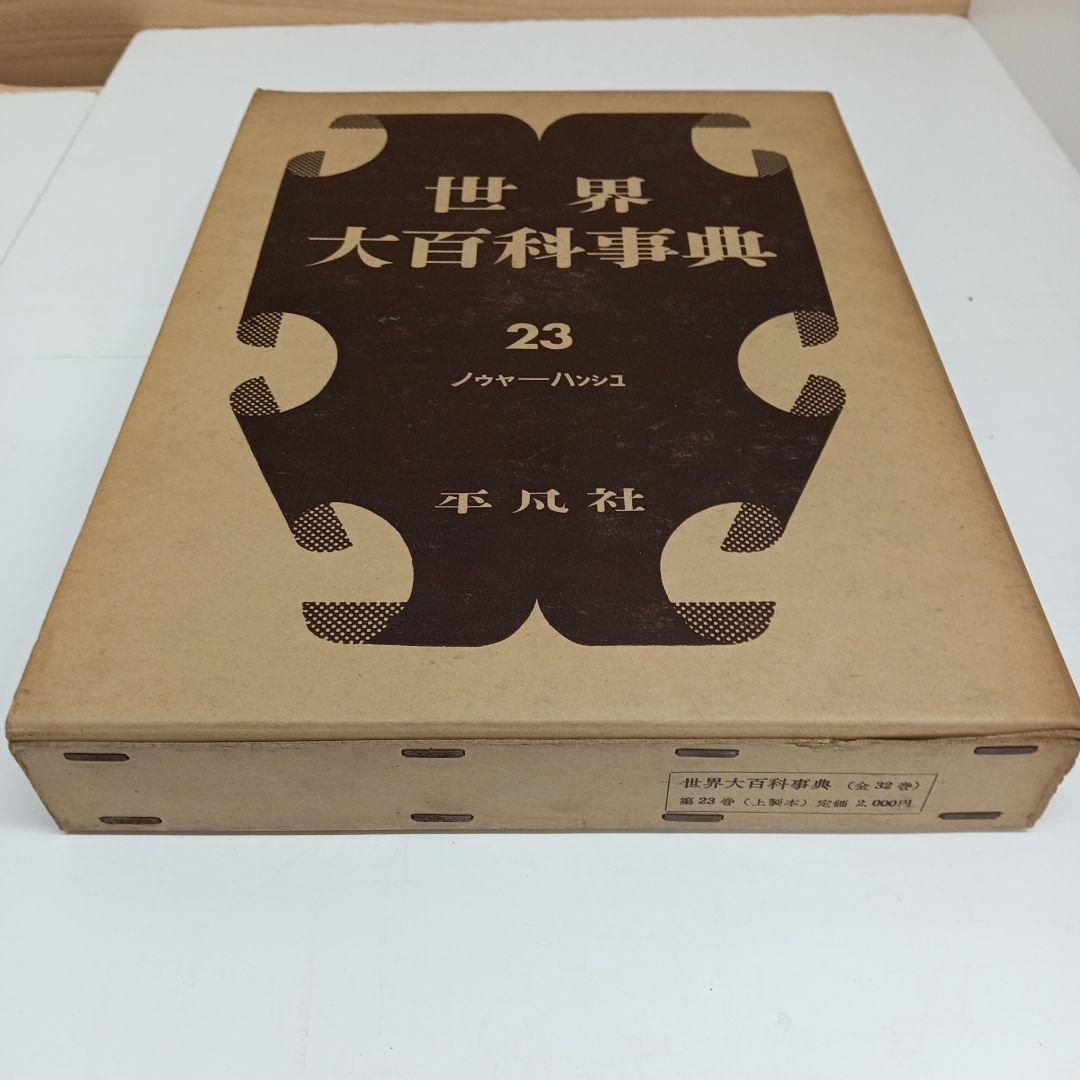 世界
大百科事典
23
ノウヤ―ハンシユ
平凡社
世界大百科事典（全32巻）
第23巻（上製本）定価 2,000円